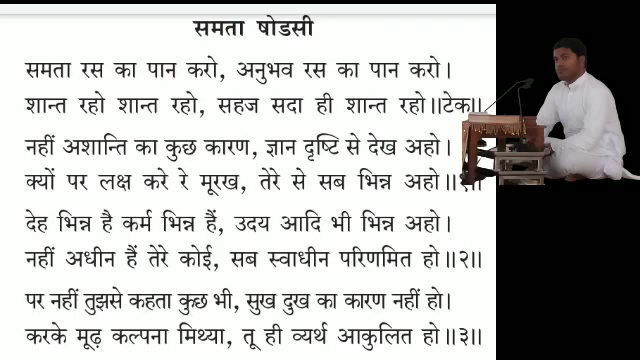 समता षोडसी
समता रस का पान करो, अनुभव रस का पान करो।
शान्त रहो शान्त रहो, सहज सदा ही शान्त रहो॥टेक॥
नहीं अशान्ति का कुछ कारण, ज्ञान दृष्टि से देख अहो।
क्यों पर लक्ष करे रे मूरख, तेरे से सब भिन्न अहो॥१॥
देह भिन्न है कर्म भिन्न हैं, उदय आदि भी भिन्न अहो।
नहीं अधीन हैं तेरे कोई, सब स्वाधीन परिणमित हो॥२॥
पर नहीं तुझसे कहता कुछ भी, सुख दुख का कारण नहीं हो।
करके मूढ़ कल्पना मिथ्या, तू ही व्यर्थ आकुलित हो॥३॥